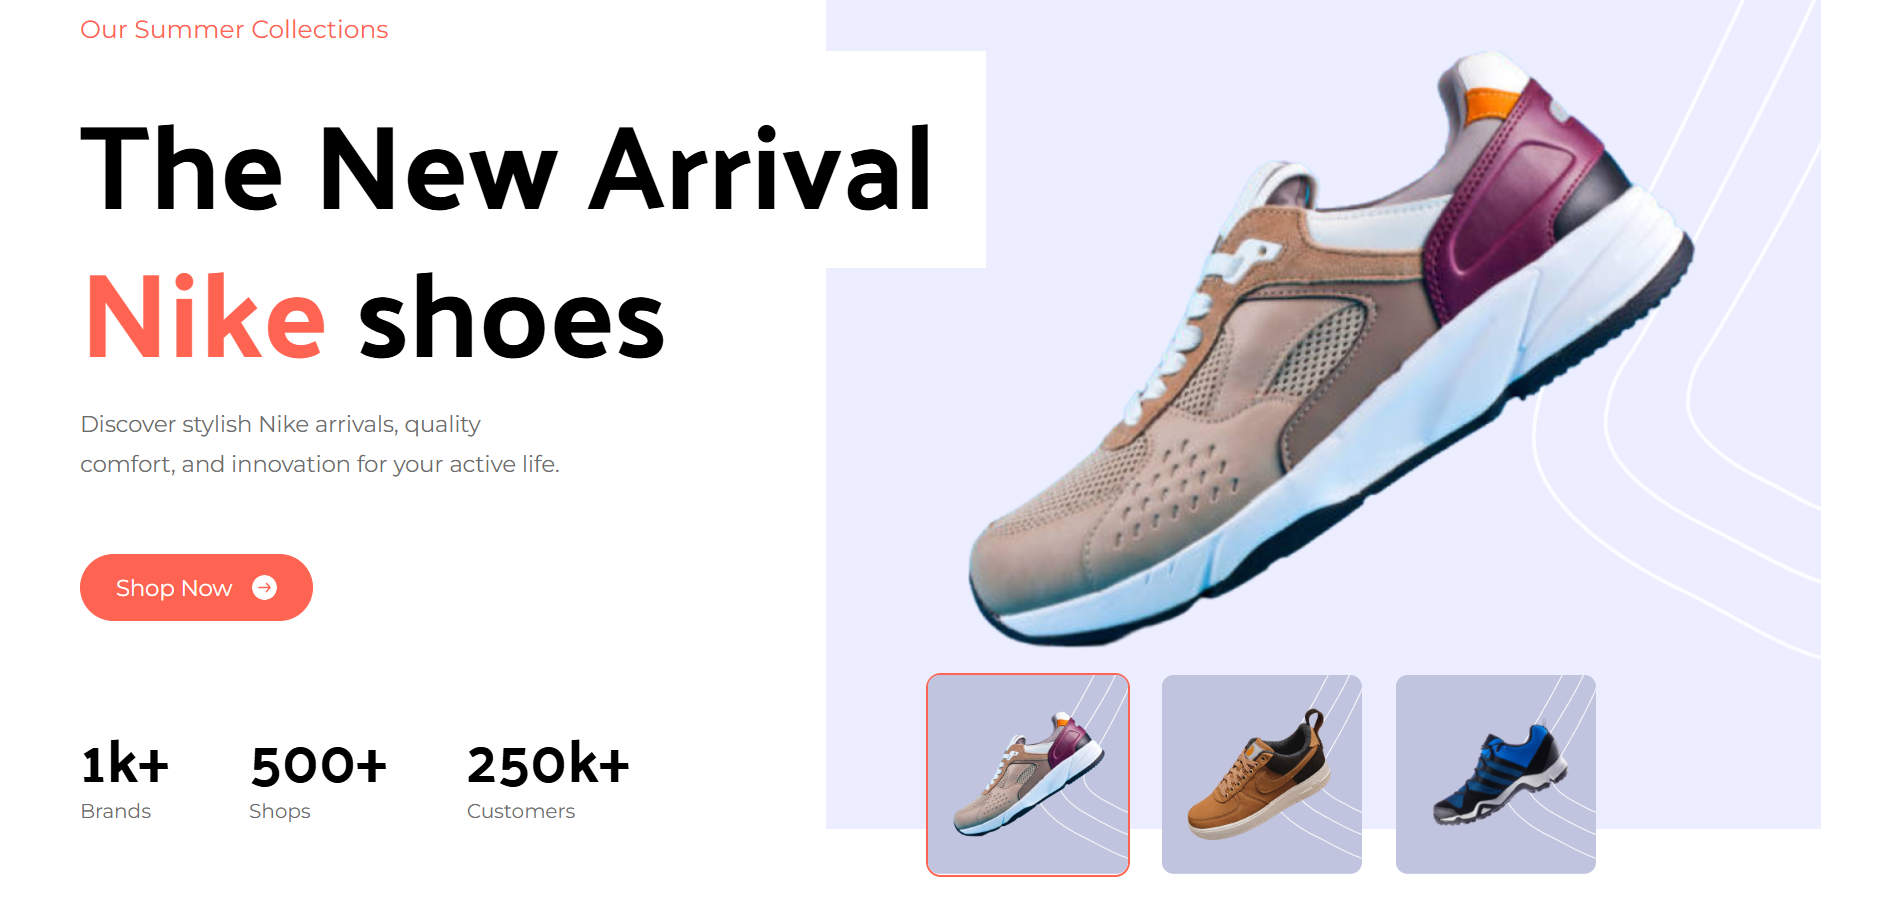 Our Summer Collections
The New Arrival
Nike shoes
Discover stylish Nike arrivals, quality
comfort, and innovation for your active life.
Shop Now
1k+ 500+ 250k+
Brands Shops Customers